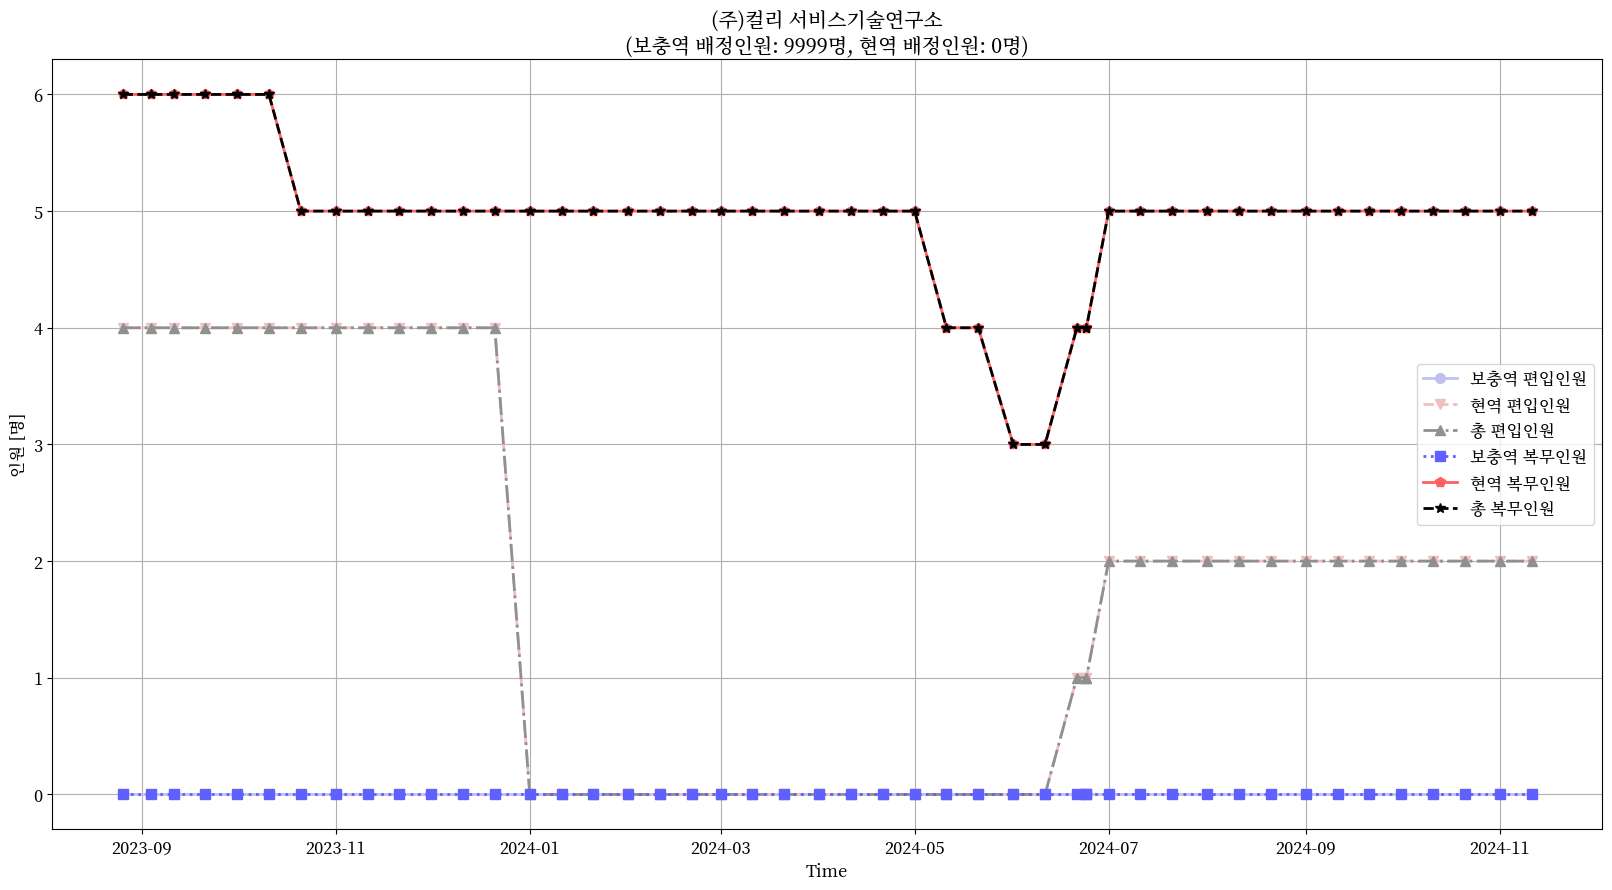 (주)컬리 서비스기술연구소
(보충역 배정인원: 9999명, 현역 배정인원: 0명)
인원 [명]
6
5
4
3
2
1
0
보충역 편입인원
현역 편입인원
총 편입인원
보충역 복무인원
현역 복무인원
총 복무인원
2023-09 2023-11 2024-01 2024-03 2024-05 2024-07 2024-09 2024-11
Time